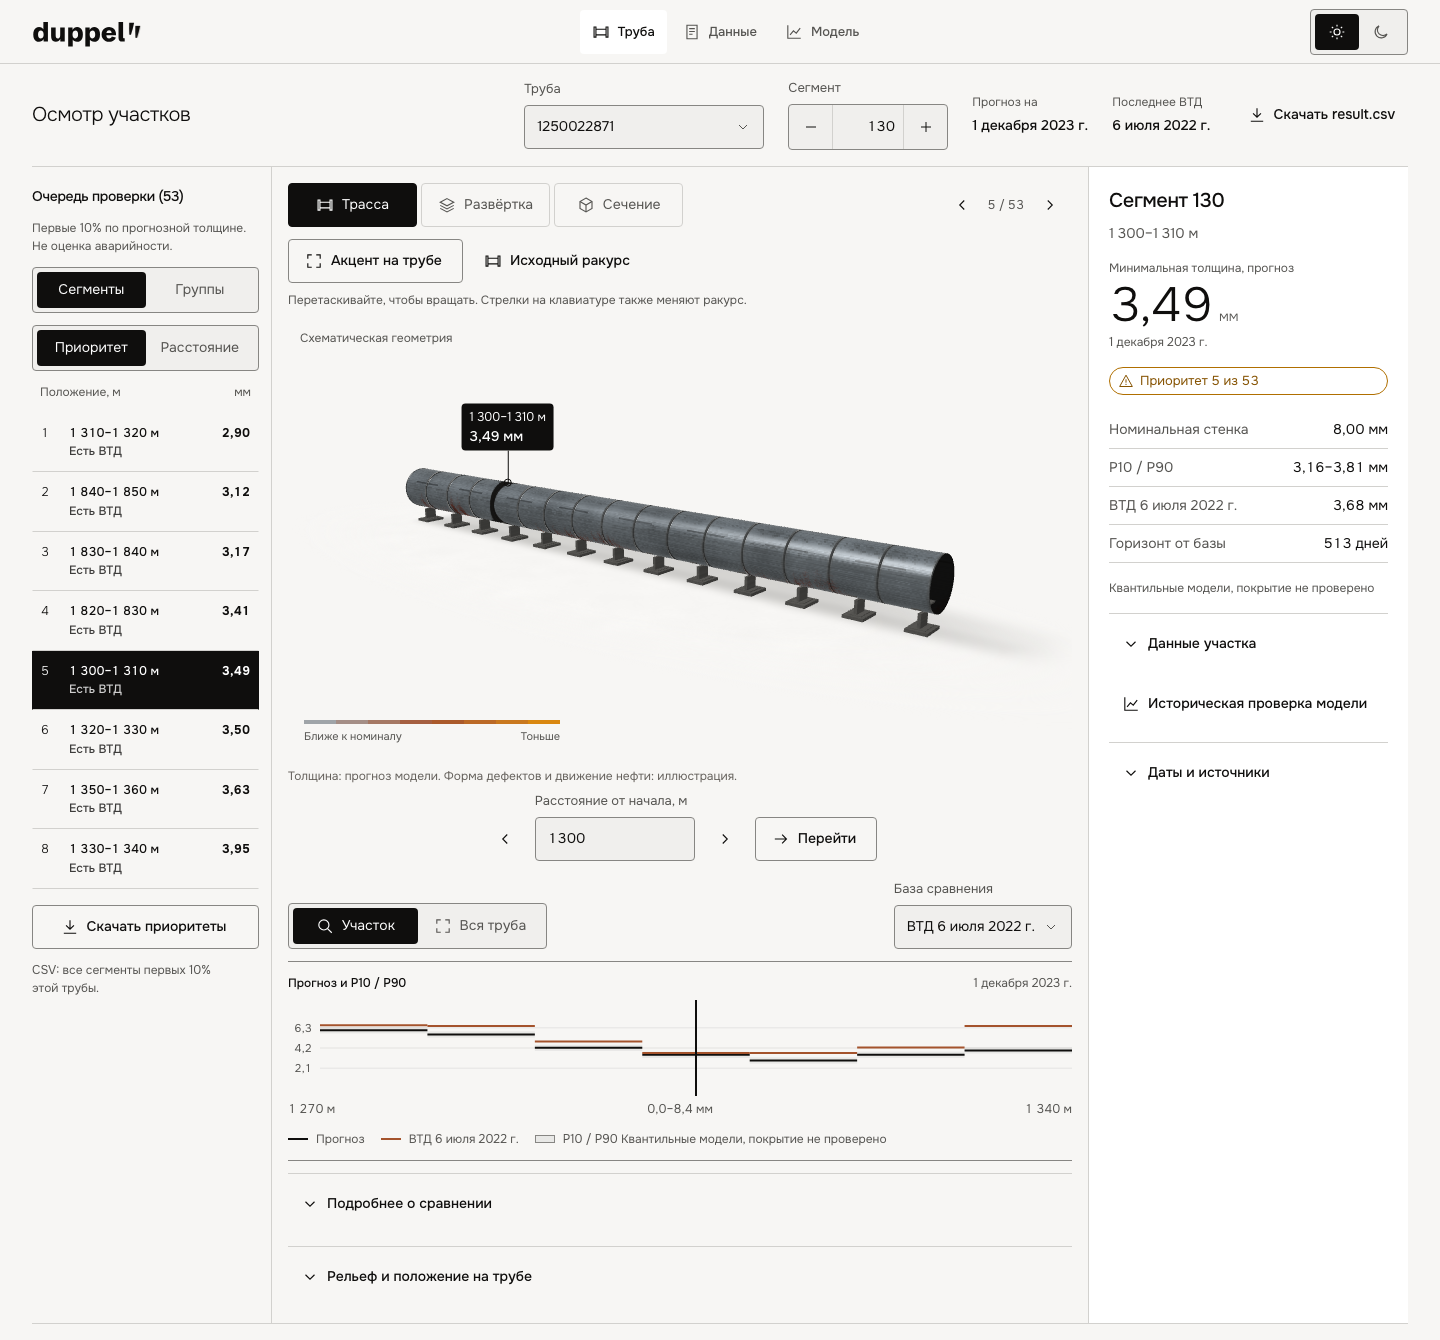 duppel
Труба
Данные
Модель
Осмотр участков
Труба
1250022871
Сегмент
130
Прогноз на
1 декабря 2023 г.
Последнее ВТД
6 июля 2022 г.
Скачать result.csv
Очередь проверки (53)
Первые 10% по прогнозной толщине.
Не оценка аварийности.
Сегменты
Группы
Приоритет
Расстояние
Положение, м
мм
1 1 310–1 320 м 2,90
Есть ВТД
2 1 840–1 850 м 3,12
Есть ВТД
3 1 830–1 840 м 3,17
Есть ВТД
4 1 820–1 830 м 3,41
Есть ВТД
5 1 300–1 310 м 3,49
Есть ВТД
6 1 320–1 330 м 3,50
Есть ВТД
7 1 350–1 360 м 3,63
Есть ВТД
8 1 330–1 340 м 3,95
Есть ВТД
Скачать приоритеты
CSV: все сегменты первых 10%
этой трубы.
Трасса
Развёртка
Сечение
5 / 53
Акцент на трубе
Исходный ракурс
Перетаскивайте, чтобы вращать. Стрелки на клавиатуре также меняют ракурс.
Схематическая геометрия
1 300–1 310 м
3,49 мм
Ближе к номиналу
Тоньше
Толщина: прогноз модели. Форма дефектов и движение нефти: иллюстрация.
Расстояние от начала, м
1300
Перейти
Участок
Вся труба
База сравнения
ВТД 6 июля 2022 г.
Прогноз и P10 / P90
1 декабря 2023 г.
6,3
4,2
2,1
1 270 м
0,0–8,4 мм
1 340 м
Прогноз
ВТД 6 июля 2022 г.
P10 / P90 Квантильные модели, покрытие не проверено
Подробнее о сравнении
Рельеф и положение на трубе
Сегмент 130
1 300–1 310 м
Минимальная толщина, прогноз
3,49 мм
1 декабря 2023 г.
Приоритет 5 из 53
Номинальная стенка 8,00 мм
P10 / P90 3,16–3,81 мм
ВТД 6 июля 2022 г. 3,68 мм
Горизонт от базы 513 дней
Квантильные модели, покрытие не проверено
Данные участка
Историческая проверка модели
Даты и источники